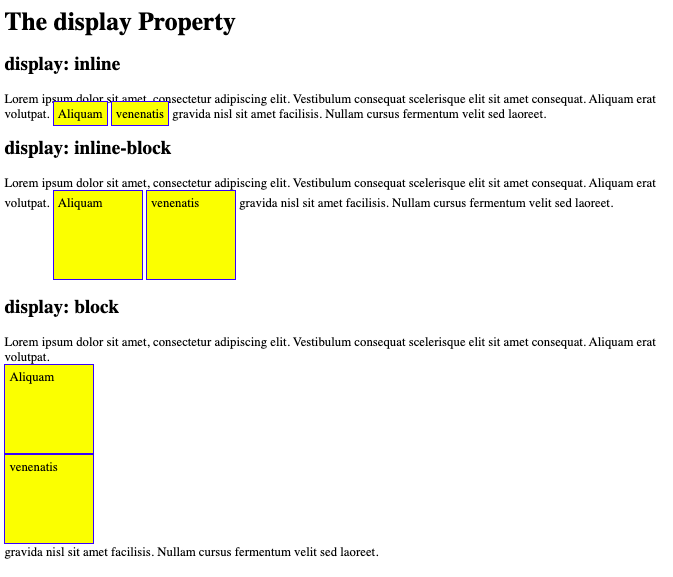 The display Property
display: inline
Lorem ipsum dolor sit amet, consectetur adipiscing elit. Vestibulum consequat scelerisque elit sit amet consequat. Aliquam erat
volutpat. Aliquam venenatis gravida nisl sit amet facilisis. Nullam cursus fermentum velit sed laoreet.
display: inline-block
Lorem ipsum dolor sit amet, consectetur adipiscing elit. Vestibulum consequat scelerisque elit sit amet consequat. Aliquam erat
volutpat. Aliquam venenatis gravida nisl sit amet facilisis. Nullam cursus fermentum velit sed laoreet.
display: block
Lorem ipsum dolor sit amet, consectetur adipiscing elit. Vestibulum consequat scelerisque elit sit amet consequat. Aliquam erat
volutpat.
Aliquam
venenatis
gravida nisl sit amet facilisis. Nullam cursus fermentum velit sed laoreet.